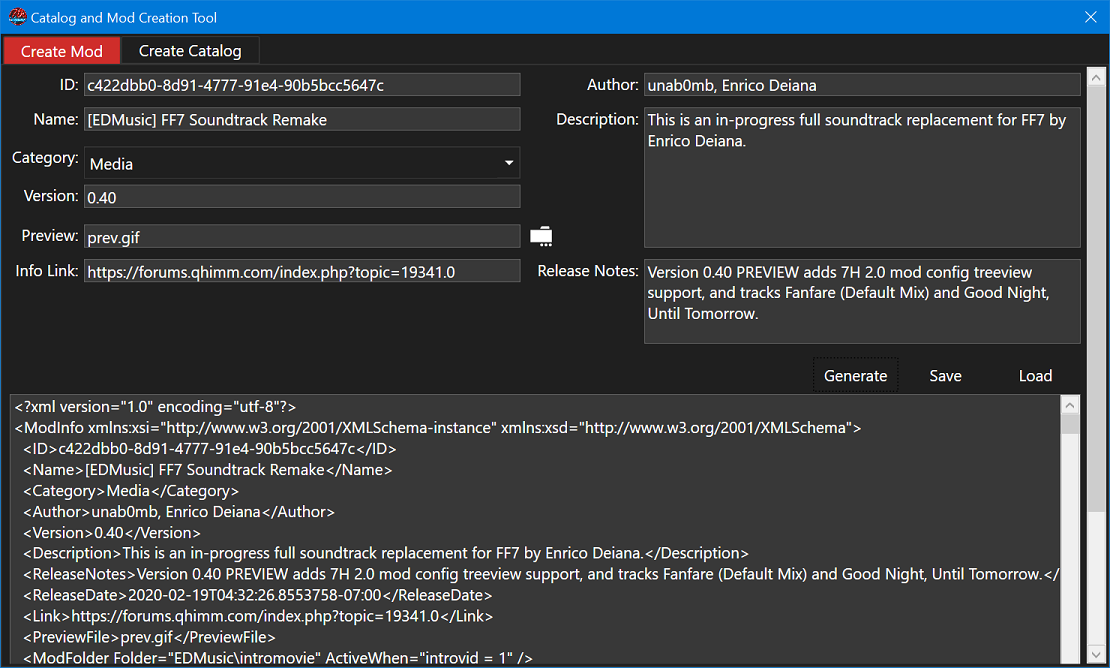 Catalog and Mod Creation Tool
Create Mod
Create Catalog
ID:
c422dbb0-8d91-4777-91e4-90b5bcc5647c
Author:
unab0mb, Enrico Deiana
Name:
[EDMusic] FF7 Soundtrack Remake
Description:
This is an in-progress full soundtrack replacement for FF7 by
Enrico Deiana.
Category:
Media
Version:
0.40
Preview:
prev.gif
Info Link:
https://forums.qhimm.com/index.php?topic=19341.0
Release Notes:
Version 0.40 PREVIEW adds 7H 2.0 mod config treeview
support, and tracks Fanfare (Default Mix) and Good Night,
Until Tomorrow.
Generate
Save
Load
<?xml version="1.0" encoding="utf-8"?>
<ModInfo xmlns:xsi="http://www.w3.org/2001/XMLSchema-instance" xmlns:xsd="http://www.w3.org/2001/XMLSchema">
<ID>c422dbb0-8d91-4777-91e4-90b5bcc5647c</ID>
<Name>[EDMusic] FF7 Soundtrack Remake</Name>
<Category>Media</Category>
<Author>unab0mb, Enrico Deiana</Author>
<Version>0.40</Version>
<Description>This is an in-progress full soundtrack replacement for FF7 by Enrico Deiana.</Description>
<ReleaseNotes>Version 0.40 PREVIEW adds 7H 2.0 mod config treeview support, and tracks Fanfare (Default Mix) and Good Night, Until Tomorrow.</
<ReleaseDate>2020-02-19T04:32:26.8553758-07:00</ReleaseDate>
<Link>https://forums.qhimm.com/index.php?topic=19341.0</Link>
<PreviewFile>prev.gif</PreviewFile>
<ModFolder Folder="EDMusic\intromovie" ActiveWhen="introvid = 1" />